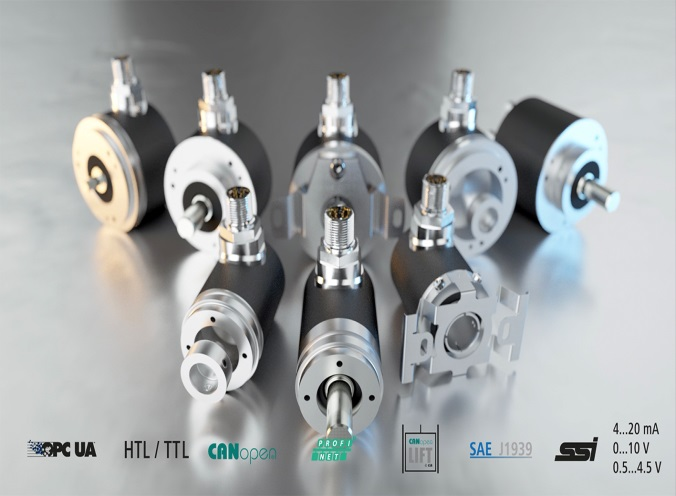 OPC UA
HTL / TTL
CANopen
PROFI
NET
CANopen
LIFT
SAE J1939
SSI
4...20 mA
0...10 V
0.5...4.5 V